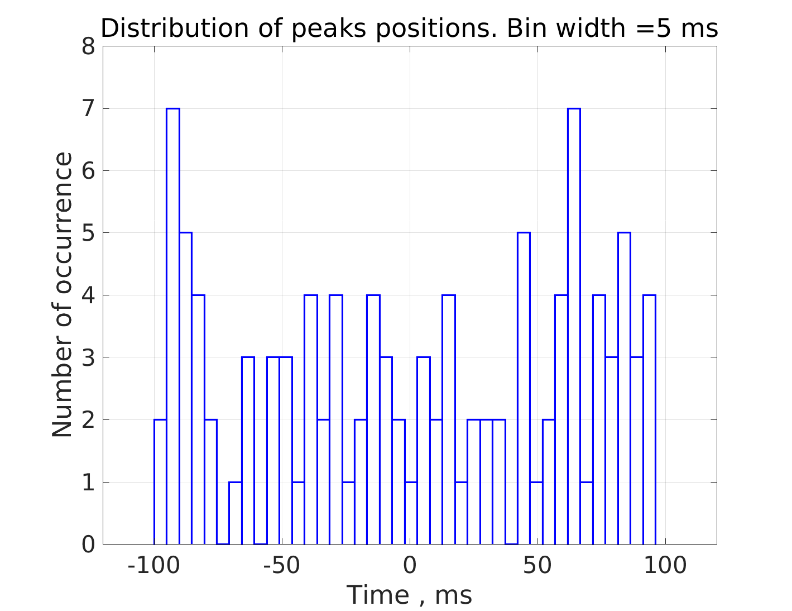 Distribution of peaks positions. Bin width =5 ms
8
7
6
5
4
3
2
1
0
Number of occurrence
-100 -50 0 50 100
Time , ms